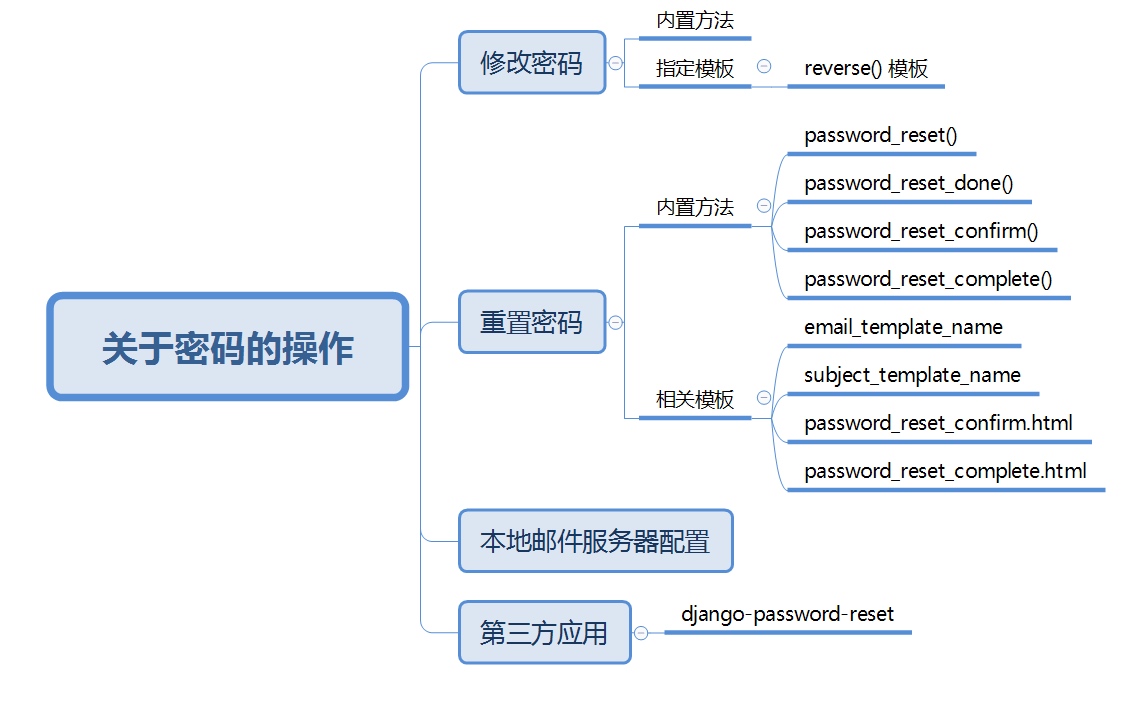 关于密码的操作
修改密码
内置方法
指定模板
reverse() 模板
重置密码
内置方法
password_reset()
password_reset_done()
password_reset_confirm()
password_reset_complete()
相关模板
email_template_name
subject_template_name
password_reset_confirm.html
password_reset_complete.html
本地邮件服务器配置
第三方应用
django-password-reset